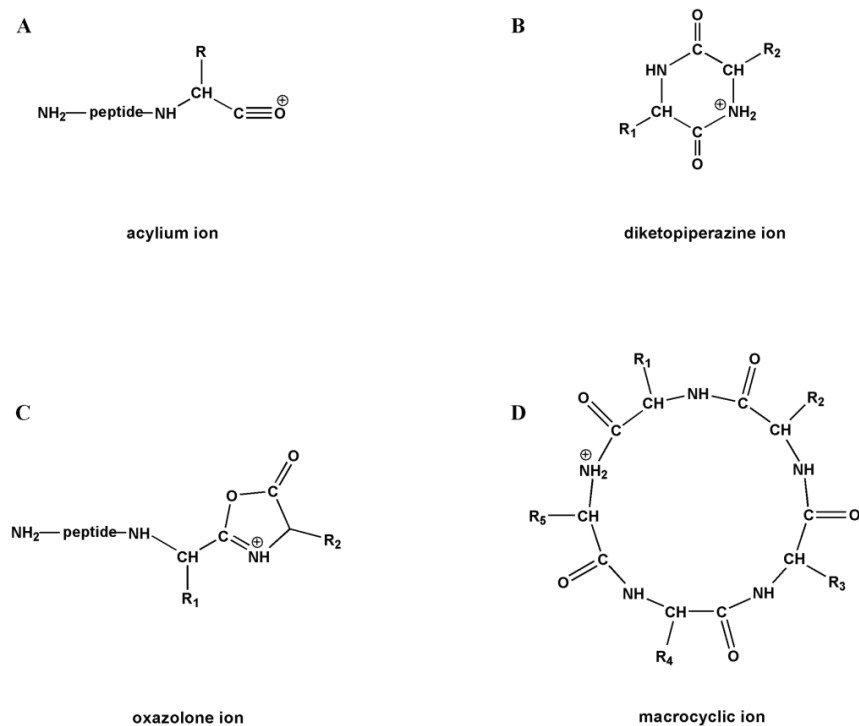 A
R
CH
NH2 peptide NH C O
⊕
acylium ion
B
O
C R2
HN CH
⊕
CH NH2
R1 C
O
diketopiperazine ion
C
O
O C
NH2 peptide NH C ⊕
NH R2
CH
R1
oxazolone ion
D
R1 O
O NH
CH C R2
C CH
⊕
NH2 NH
R5 CH C O
O C CH
NH NH R3
CH C
R4 O
macrocyclic ion